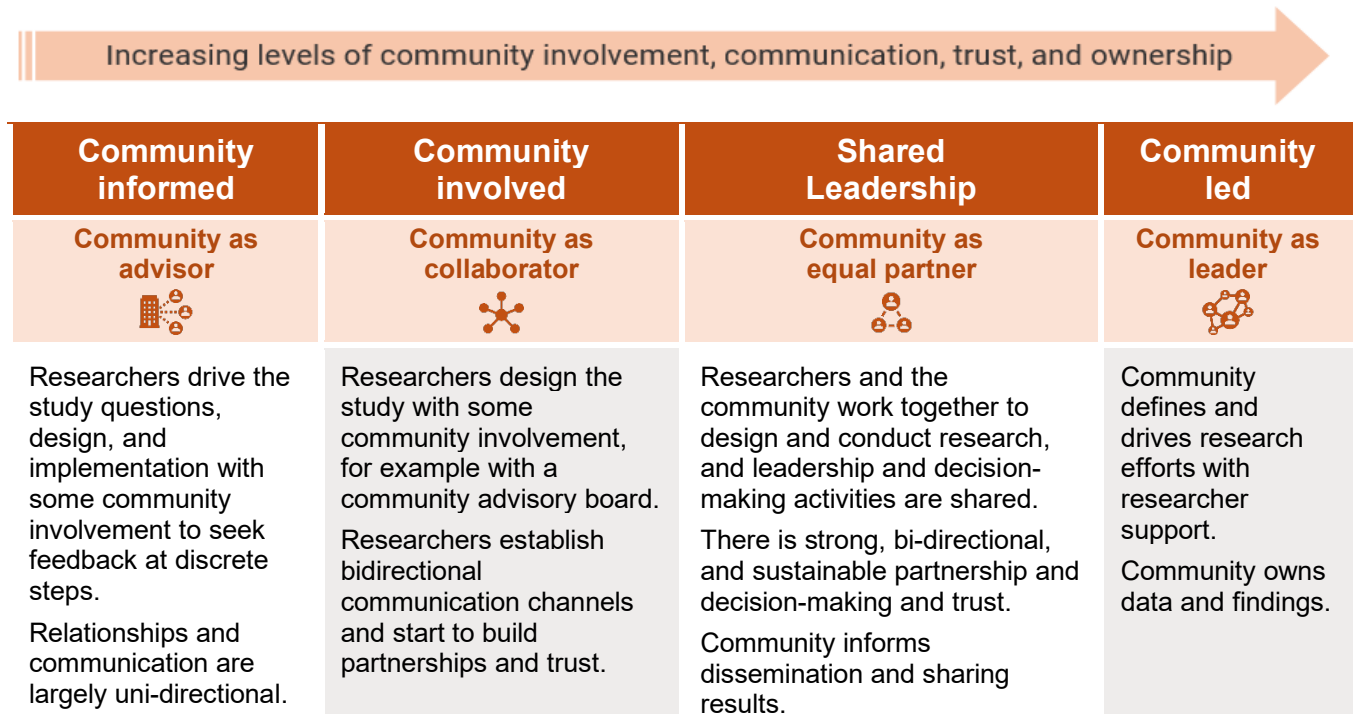 Increasing levels of community involvement, communication, trust, and ownership
Community
informed
Community
involved
Shared
Leadership
Community
led
Community as
advisor
Community as
collaborator
Community as
equal partner
Community as
leader
Researchers drive the
study questions,
design, and
implementation with
some community
involvement to seek
feedback at discrete
steps.
Relationships and
communication are
largely uni-directional.
Researchers design the
study with some
community involvement,
for example with a
community advisory board.
Researchers establish
bidirectional
communication channels
and start to build
partnerships and trust.
Researchers and the
community work together to
design and conduct research,
and leadership and decision-
making activities are shared.
There is strong, bi-directional,
and sustainable partnership and
decision-making and trust.
Community informs
dissemination and sharing
results.
Community
defines and
drives research
efforts with
researcher
support.
Community owns
data and findings.